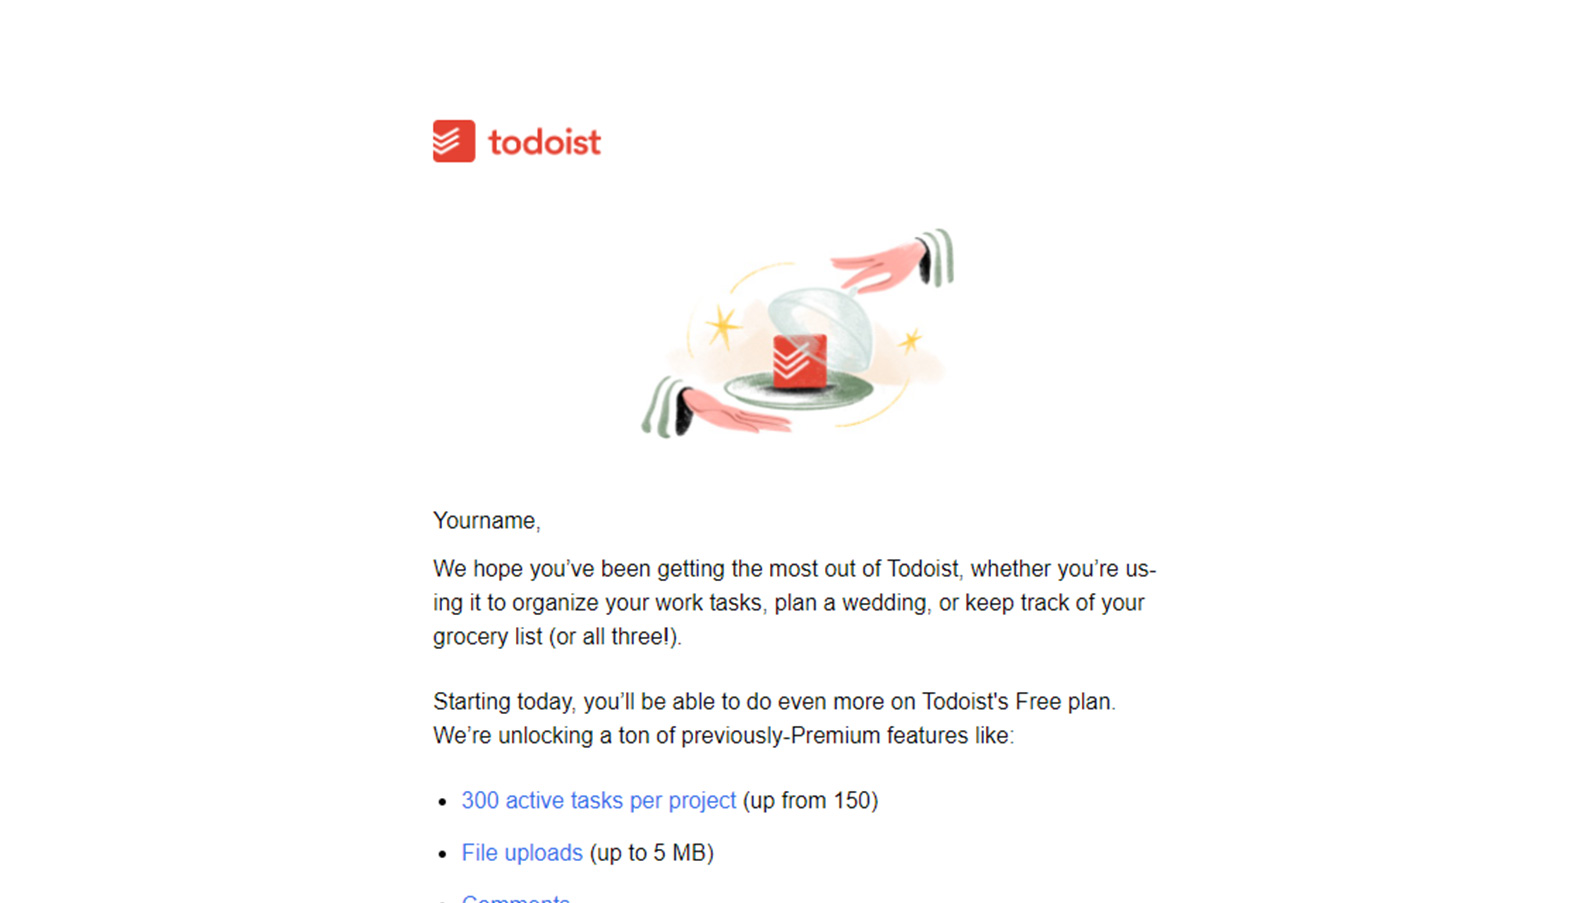 todoist
Yourname,
We hope you’ve been getting the most out of Todoist, whether you’re us-
ing it to organize your work tasks, plan a wedding, or keep track of your
grocery list (or all three!).
Starting today, you’ll be able to do even more on Todoist's Free plan.
We’re unlocking a ton of previously-Premium features like:
• 300 active tasks per project (up from 150)
• File uploads (up to 5 MB)
• Comments